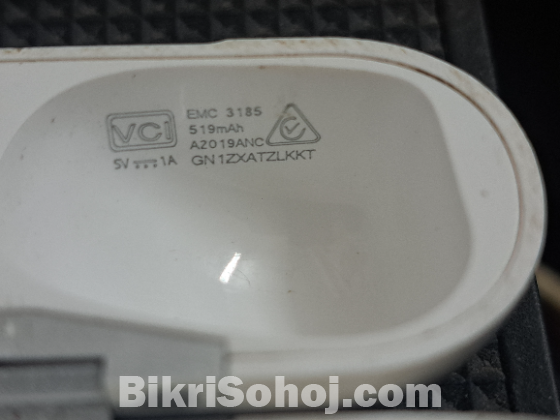 VCi
EMC 3185
519mAh
A2019ANC
5V⎓1A GN1ZXATZLKKT
BikriSohoj.com